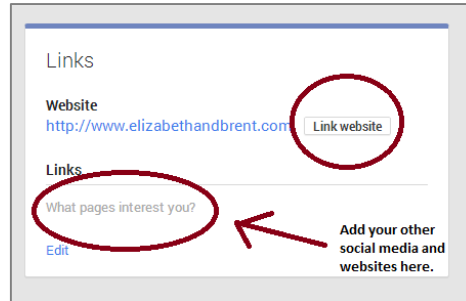 Links
Website
http://www.elizabethandbrent.com Link website
Links
What pages interest you?
Add your other
social media and
websites here.
Edit